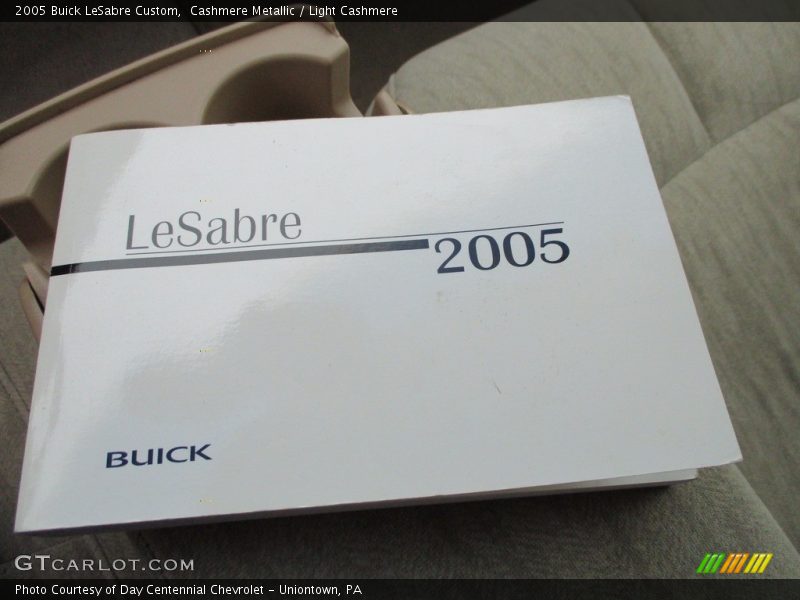 2005 Buick LeSabre Custom,  Cashmere Metallic / Light Cashmere
LeSabre
2005
BUICK
GTCARLOT.COM
Photo Courtesy of Day Centennial Chevrolet - Uniontown, PA